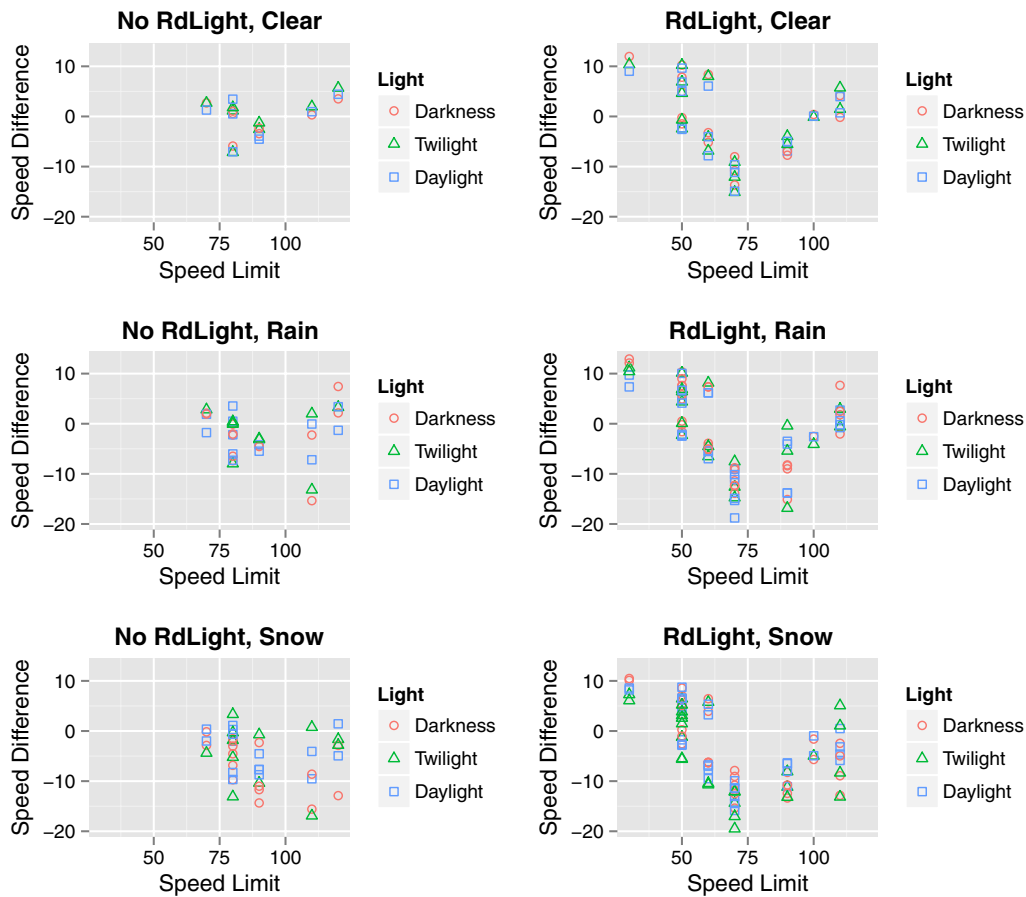 No RdLight, Clear
Speed Difference
10
0
−10
−20
50
75
100
Speed Limit
Light
Darkness
Twilight
Daylight
RdLight, Clear
Speed Difference
10
0
−10
−20
50
75
100
Speed Limit
Light
Darkness
Twilight
Daylight
No RdLight, Rain
Speed Difference
10
0
−10
−20
50
75
100
Speed Limit
Light
Darkness
Twilight
Daylight
RdLight, Rain
Speed Difference
10
0
−10
−20
50
75
100
Speed Limit
Light
Darkness
Twilight
Daylight
No RdLight, Snow
Speed Difference
10
0
−10
−20
50
75
100
Speed Limit
Light
Darkness
Twilight
Daylight
RdLight, Snow
Speed Difference
10
0
−10
−20
50
75
100
Speed Limit
Light
Darkness
Twilight
Daylight